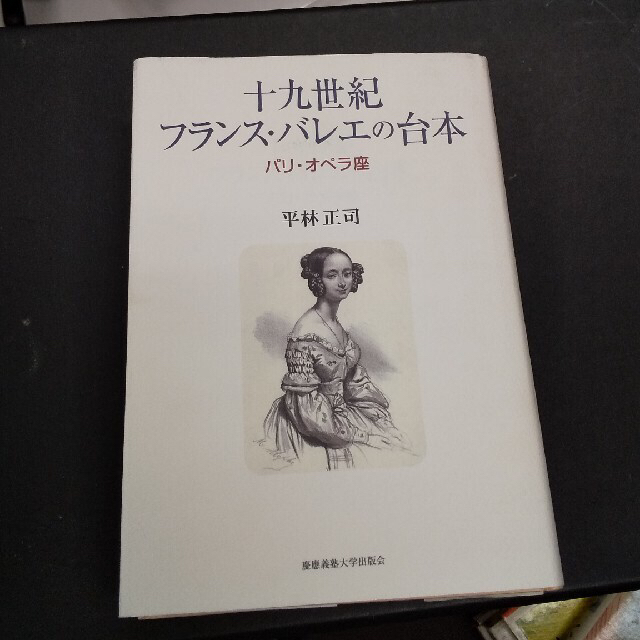 十九世紀
フランス・バレエの台本
パリ・オペラ座
平林正司
慶應義塾大学出版会